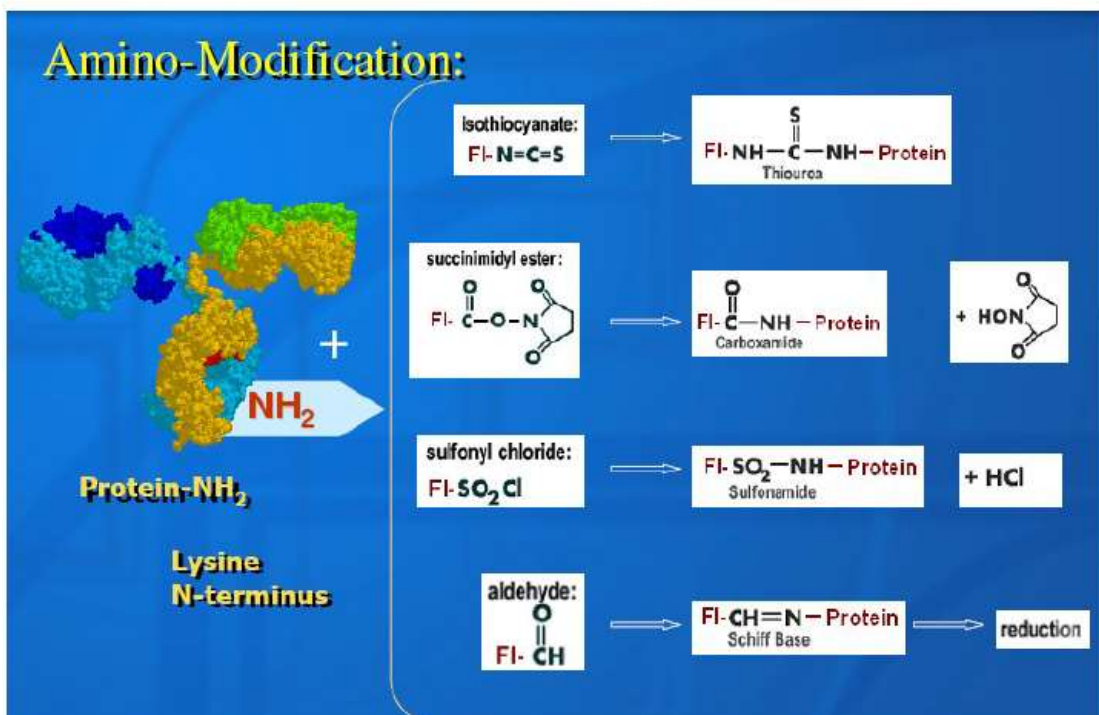 Amino-Modification:
isothiocyanate:
Fl-N=C=S
S
Fl-NH—C—NH—Protein
Thiourea
succinimidyl ester:
O
Fl-C—O—N
O
O
O
Fl-C—NH—Protein
Carboxamide
+ HON
O
O
+
NH2
sulfonyl chloride:
Fl-SO2Cl
Fl-SO2—NH—Protein
Sulfonamide
+ HCl
Protein-NH2
Lysine
N-terminus
aldehyde:
O
Fl- CH
Fl-CH=N—Protein
Schiff Base
reduction